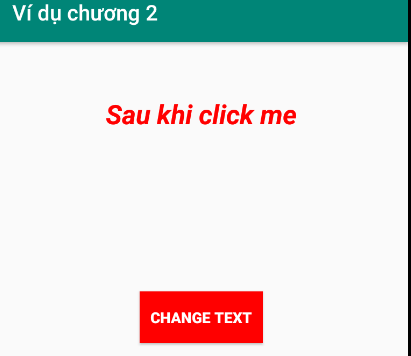 Ví dụ chương 2
Sau khi click me
CHANGE TEXT